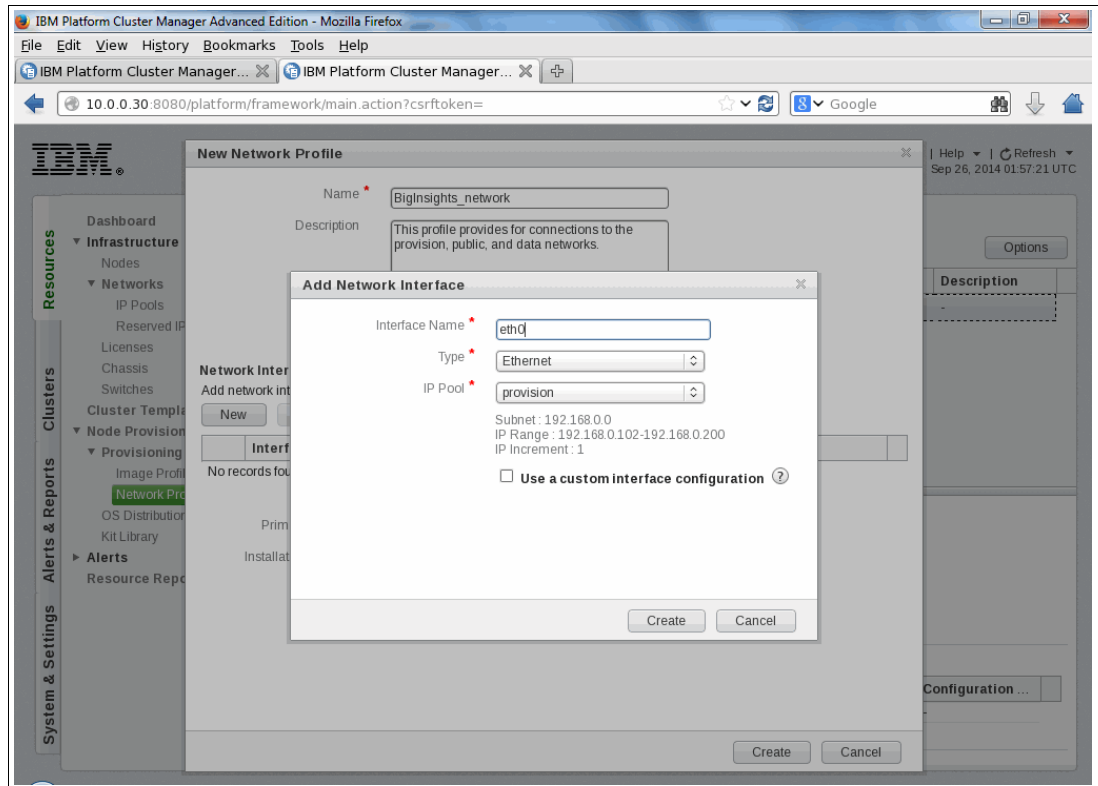 IBM Platform Cluster Manager Advanced Edition - Mozilla Firefox
File Edit View History Bookmarks Tools Help
IBM Platform Cluster Manager... IBM Platform Cluster Manager...
10.0.0.30:8080/platform/framework/main.action?csrftoken= Google
IBM®
New Network Profile
| Help | Refresh
Sep 26, 2014 01:57:21 UTC
Name *
BigInsights_network
Description
This profile provides for connections to the
provision, public, and data networks.
Resources
Clusters
Alerts & Reports
System & Settings
Dashboard
Infrastructure
Nodes
Networks
IP Pools
Reserved IP
Licenses
Chassis
Switches
Cluster Templa
Node Provision
Provisioning
Image Profil
Network Pro
OS Distribution
Kit Library
Alerts
Resource Repo
Options
Description
-
Network Inter
Add network int
New
Interf
No records fou
Prim
Installat
Add Network Interface
Interface Name * eth0
Type * Ethernet
IP Pool * provision
Subnet : 192.168.0.0
IP Range : 192.168.0.102-192.168.0.200
IP Increment : 1
Use a custom interface configuration ?
Create Cancel
Configuration ...
-
Create Cancel